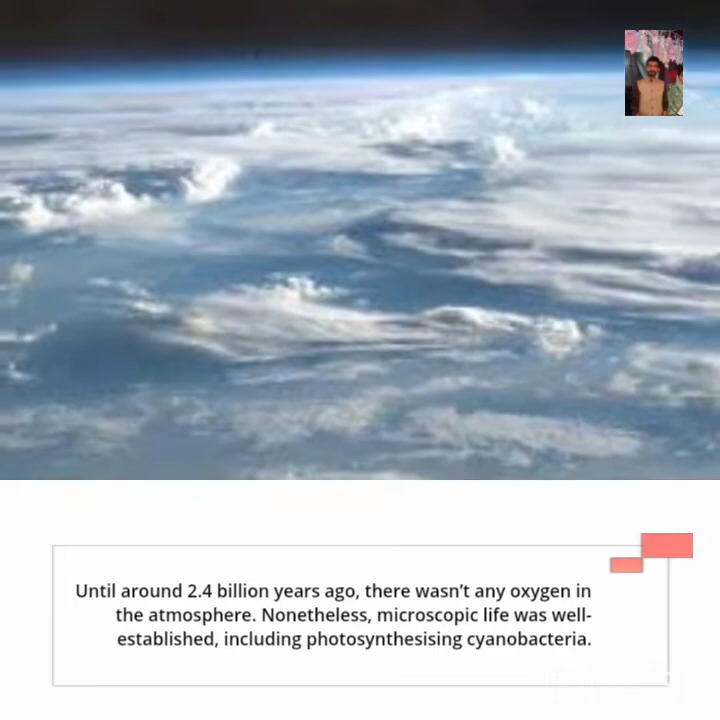 Until around 2.4 billion years ago, there wasn't any oxygen in
the atmosphere. Nonetheless, microscopic life was well-
established, including photosynthesising cyanobacteria.